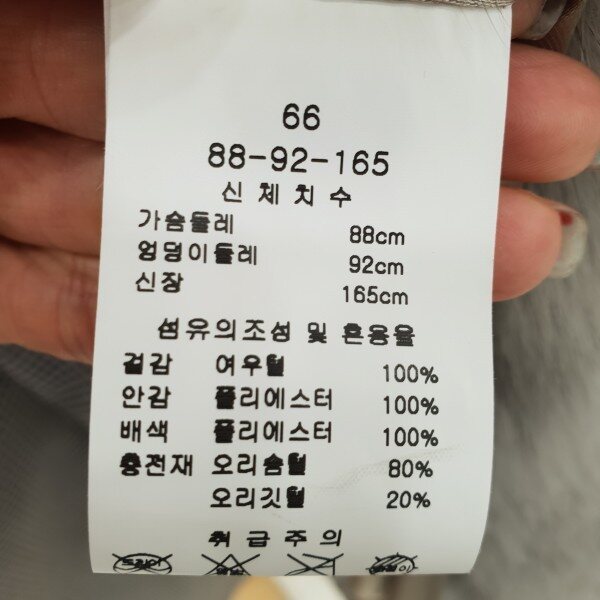 66
88-92-165
신체치수
가슴둘레 88cm
엉덩이둘레 92cm
신장 165cm
섬유의조성 및 혼용율
겉감 여우털 100%
안감 폴리에스터 100%
배색 폴리에스터 100%
충전재 오리솜털 80%
오리깃털 20%
취급주의
드라이